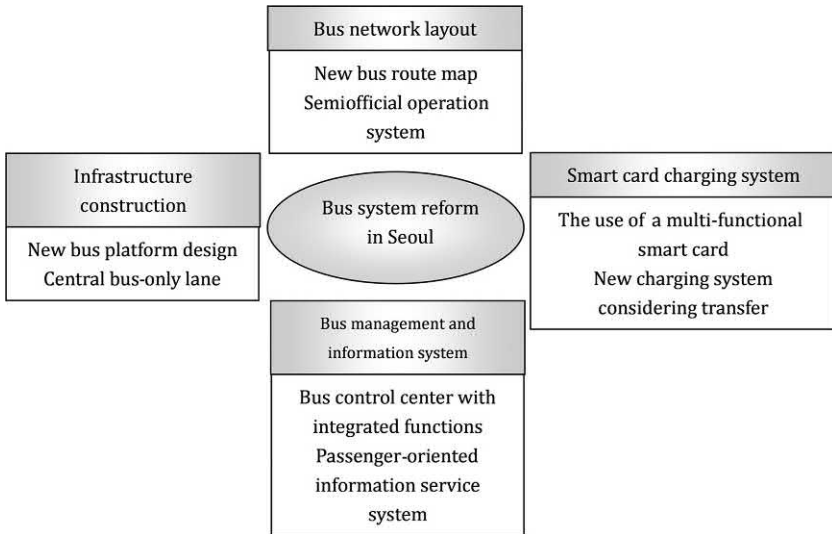 Bus network layout
New bus route map
Semiofficial operation
system
Infrastructure
construction
New bus platform design
Central bus-only lane
Bus system reform
in Seoul
Smart card charging system
The use of a multi-functional
smart card
New charging system
considering transfer
Bus management and
information system
Bus control center with
integrated functions
Passenger-oriented
information service
system